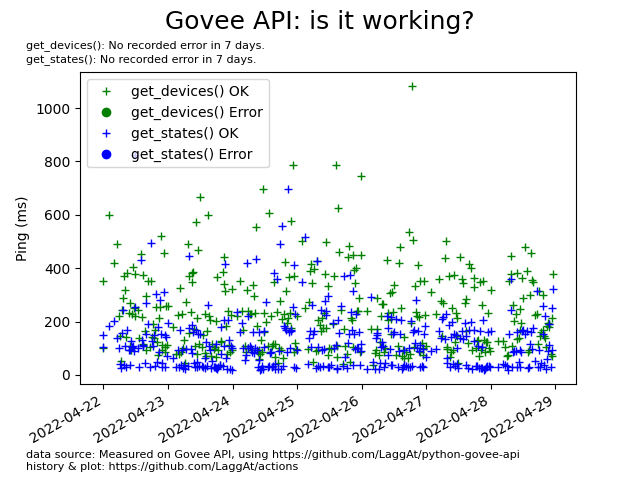 Govee API: is it working?
get_devices(): No recorded error in 7 days.
get_states(): No recorded error in 7 days.
get_devices() OK
get_devices() Error
get_states() OK
get_states() Error
Ping (ms)
1000
800
600
400
200
0
2022-04-22
2022-04-23
2022-04-24
2022-04-25
2022-04-26
2022-04-27
2022-04-28
2022-04-29
data source: Measured on Govee API, using https://github.com/LaggAt/python-govee-api
history & plot: https://github.com/LaggAt/actions